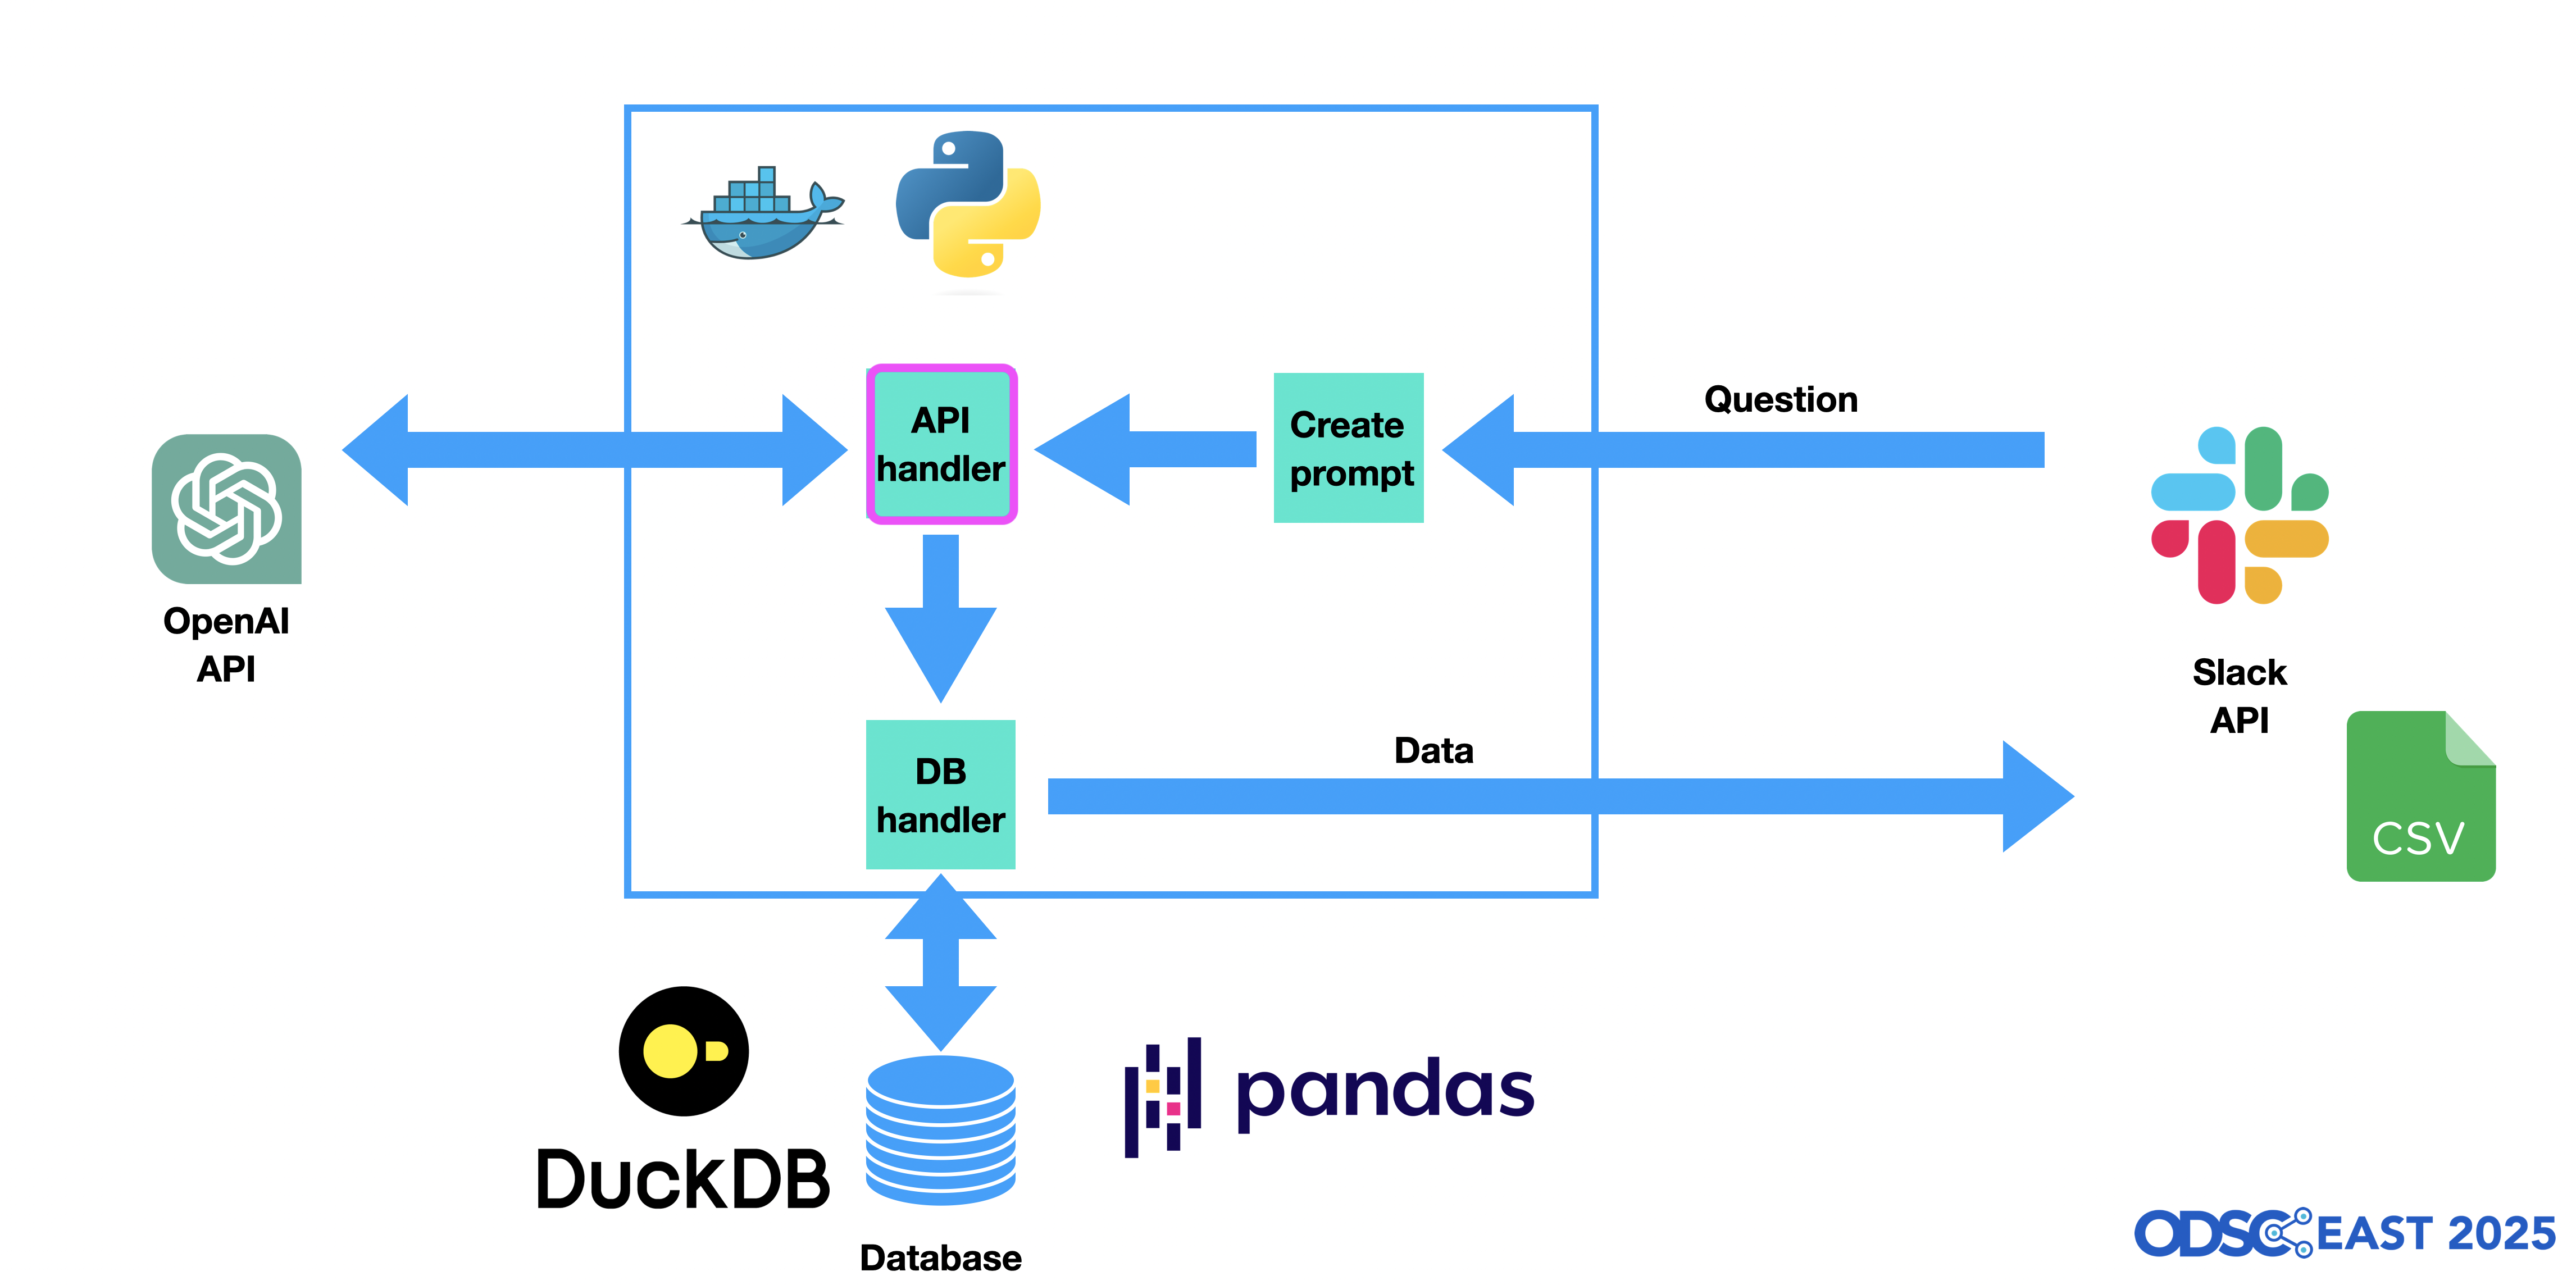 API
handler
Create
prompt
Question
OpenAI
API
Slack
API
DB
handler
Data
CSV
DuckDB
pandas
Database
ODSC EAST 2025